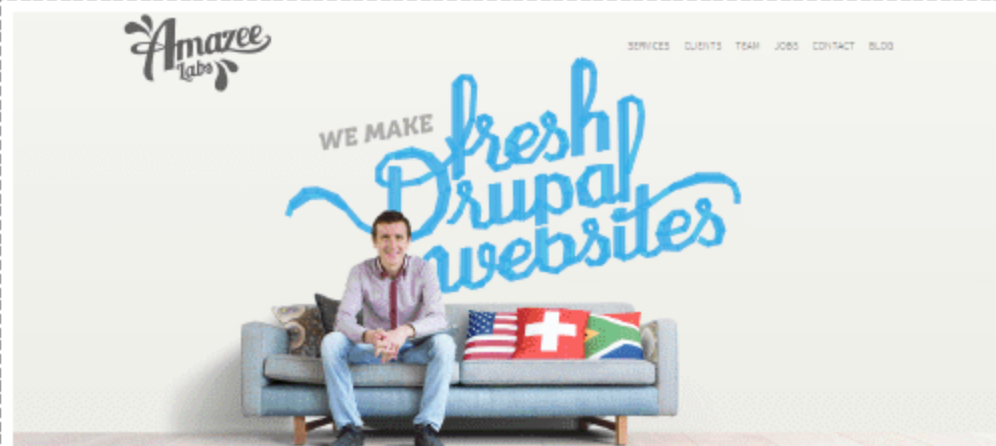 Amazee
Labs
SERVICES CLIENTS TEAM JOBS CONTACT BLOG
WE MAKE
fresh
Drupal
websites